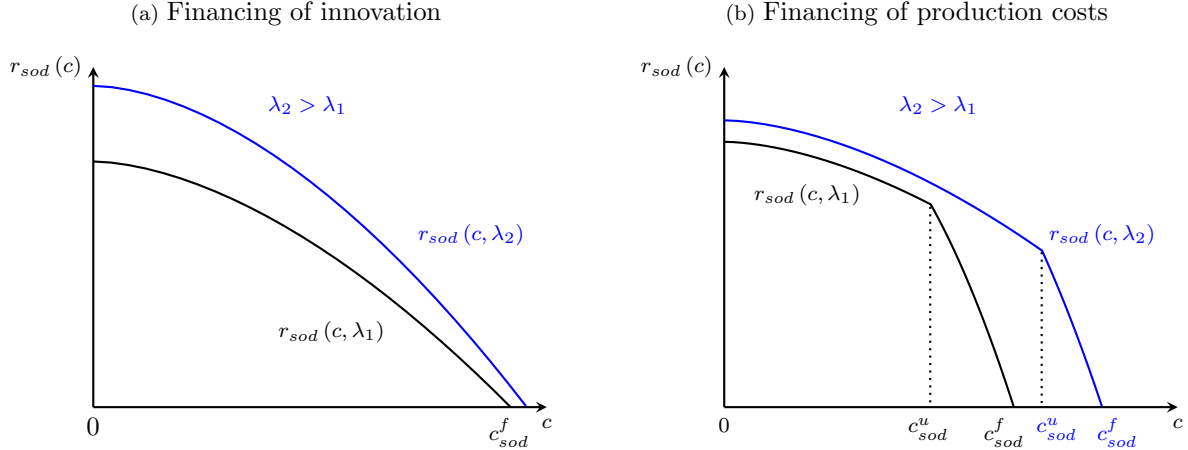 (a) Financing of innovation
r_sod (c)
λ₂ > λ₁
r_sod (c, λ₂)
r_sod (c, λ₁)
0
c^f_sod
c
(b) Financing of production costs
r_sod (c)
λ₂ > λ₁
r_sod (c, λ₁)
r_sod (c, λ₂)
0
c^u_sod
c^f_sod
c^u_sod
c^f_sod
c